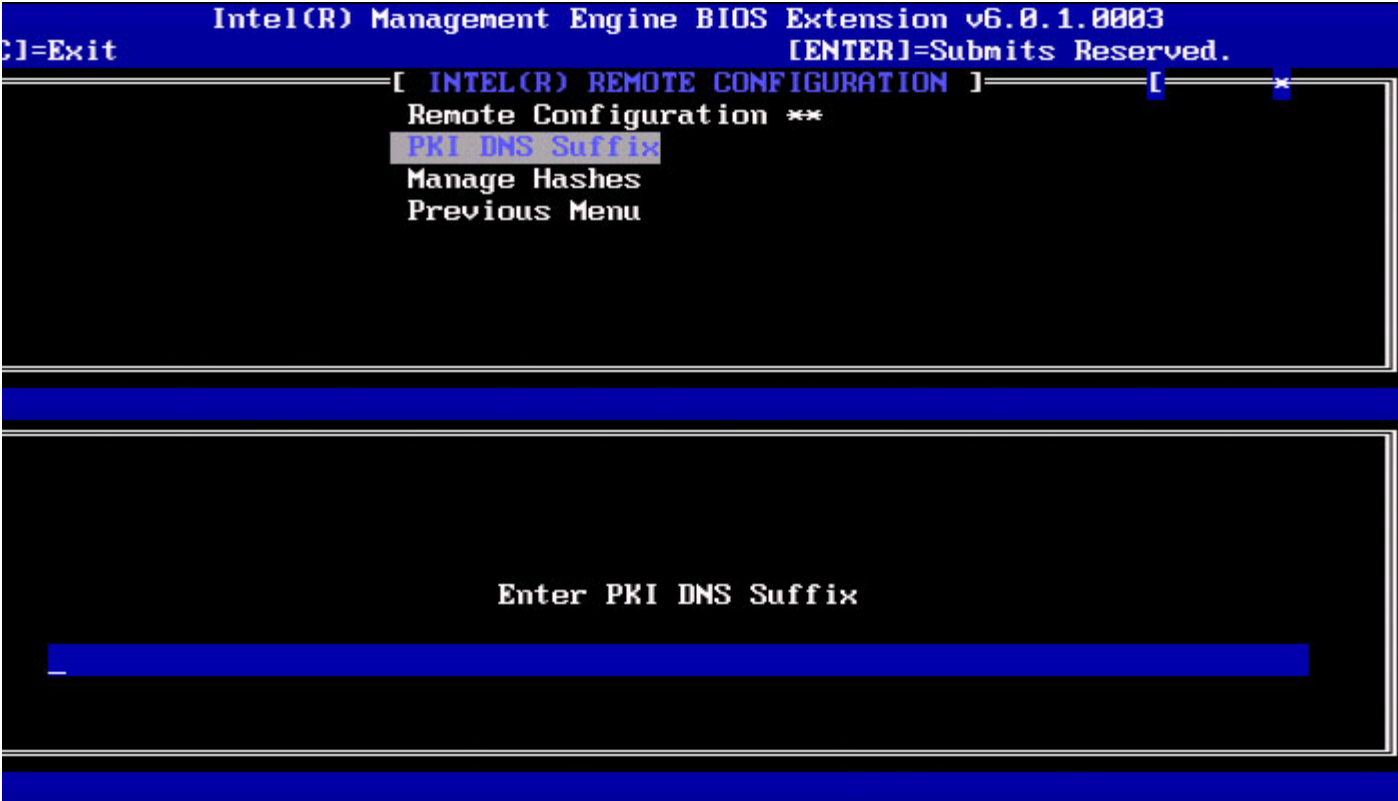 Intel(R) Management Engine BIOS Extension v6.0.1.0003
C]=Exit [ENTER]=Submits Reserved.
[ INTEL(R) REMOTE CONFIGURATION ] [ *
Remote Configuration **
PKI DNS Suffix
Manage Hashes
Previous Menu
Enter PKI DNS Suffix
_